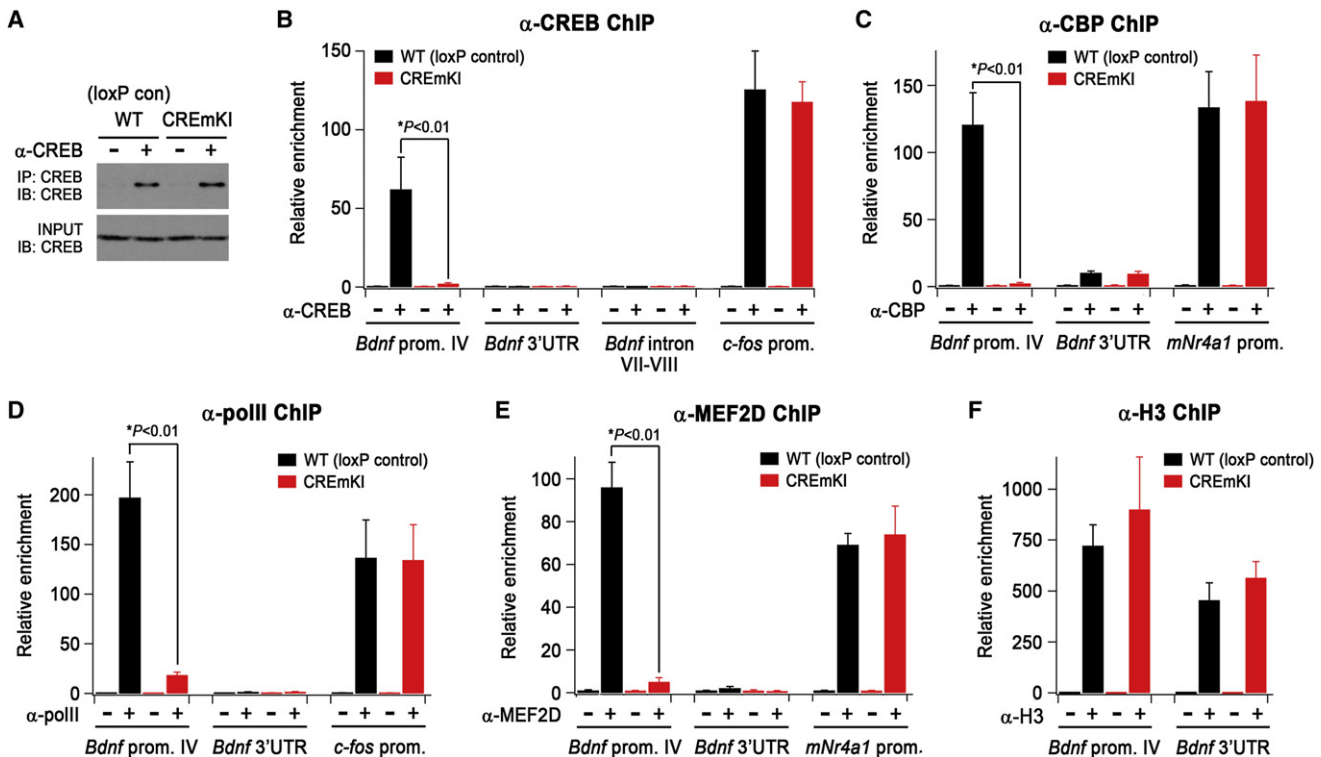 A
(loxP con)
WT CREmKI
α-CREB - + - +
IP: CREB
IB: CREB
INPUT
IB: CREB
B
α-CREB ChIP
WT (loxP control)
CREmKI
*P<0.01
Relative enrichment
150
100
50
0
α-CREB - + - + - + - + - + - + - + - +
Bdnf prom. IV Bdnf 3'UTR Bdnf intron VII-VIII c-fos prom.
C
α-CBP ChIP
WT (loxP control)
CREmKI
*P<0.01
Relative enrichment
150
100
50
0
α-CBP - + - + - + - + - + - +
Bdnf prom. IV Bdnf 3'UTR mNr4a1 prom.
D
α-polII ChIP
*P<0.01
WT (loxP control)
CREmKI
Relative enrichment
200
150
100
50
0
α-polII - + - + - + - + - + - +
Bdnf prom. IV Bdnf 3'UTR c-fos prom.
E
α-MEF2D ChIP
*P<0.01
WT (loxP control)
CREmKI
Relative enrichment
100
80
60
40
20
0
α-MEF2D - + - + - + - + - + - +
Bdnf prom. IV Bdnf 3'UTR mNr4a1 prom.
F
α-H3 ChIP
WT (loxP control)
CREmKI
Relative enrichment
1000
750
500
250
0
α-H3 - + - + - + - +
Bdnf prom. IV Bdnf 3'UTR